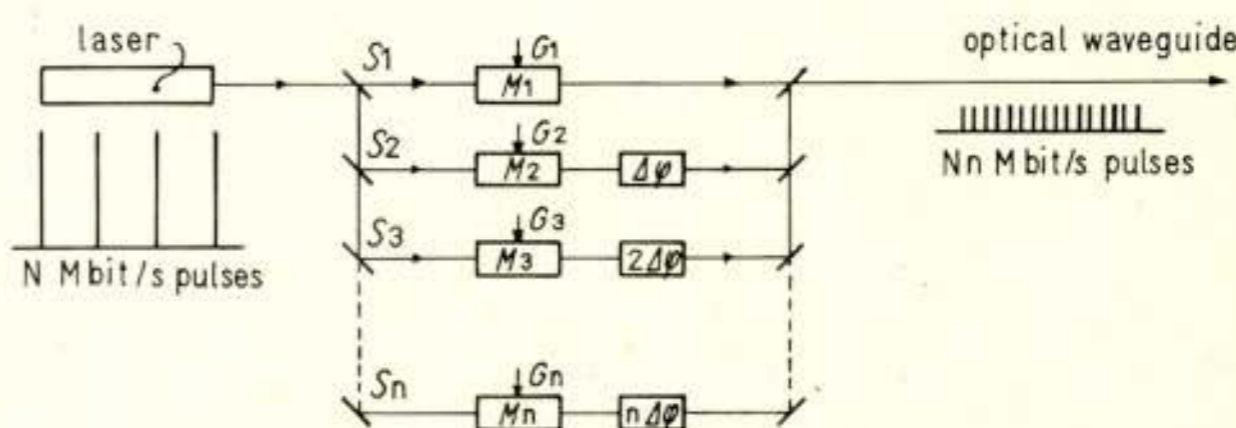 laser
S1
G1
M1
optical waveguide
S2
G2
M2
Δφ
N n M bit/s pulses
S3
G3
M3
2Δφ
N M bit/s pulses
Sn
Gn
Mn
nΔφ